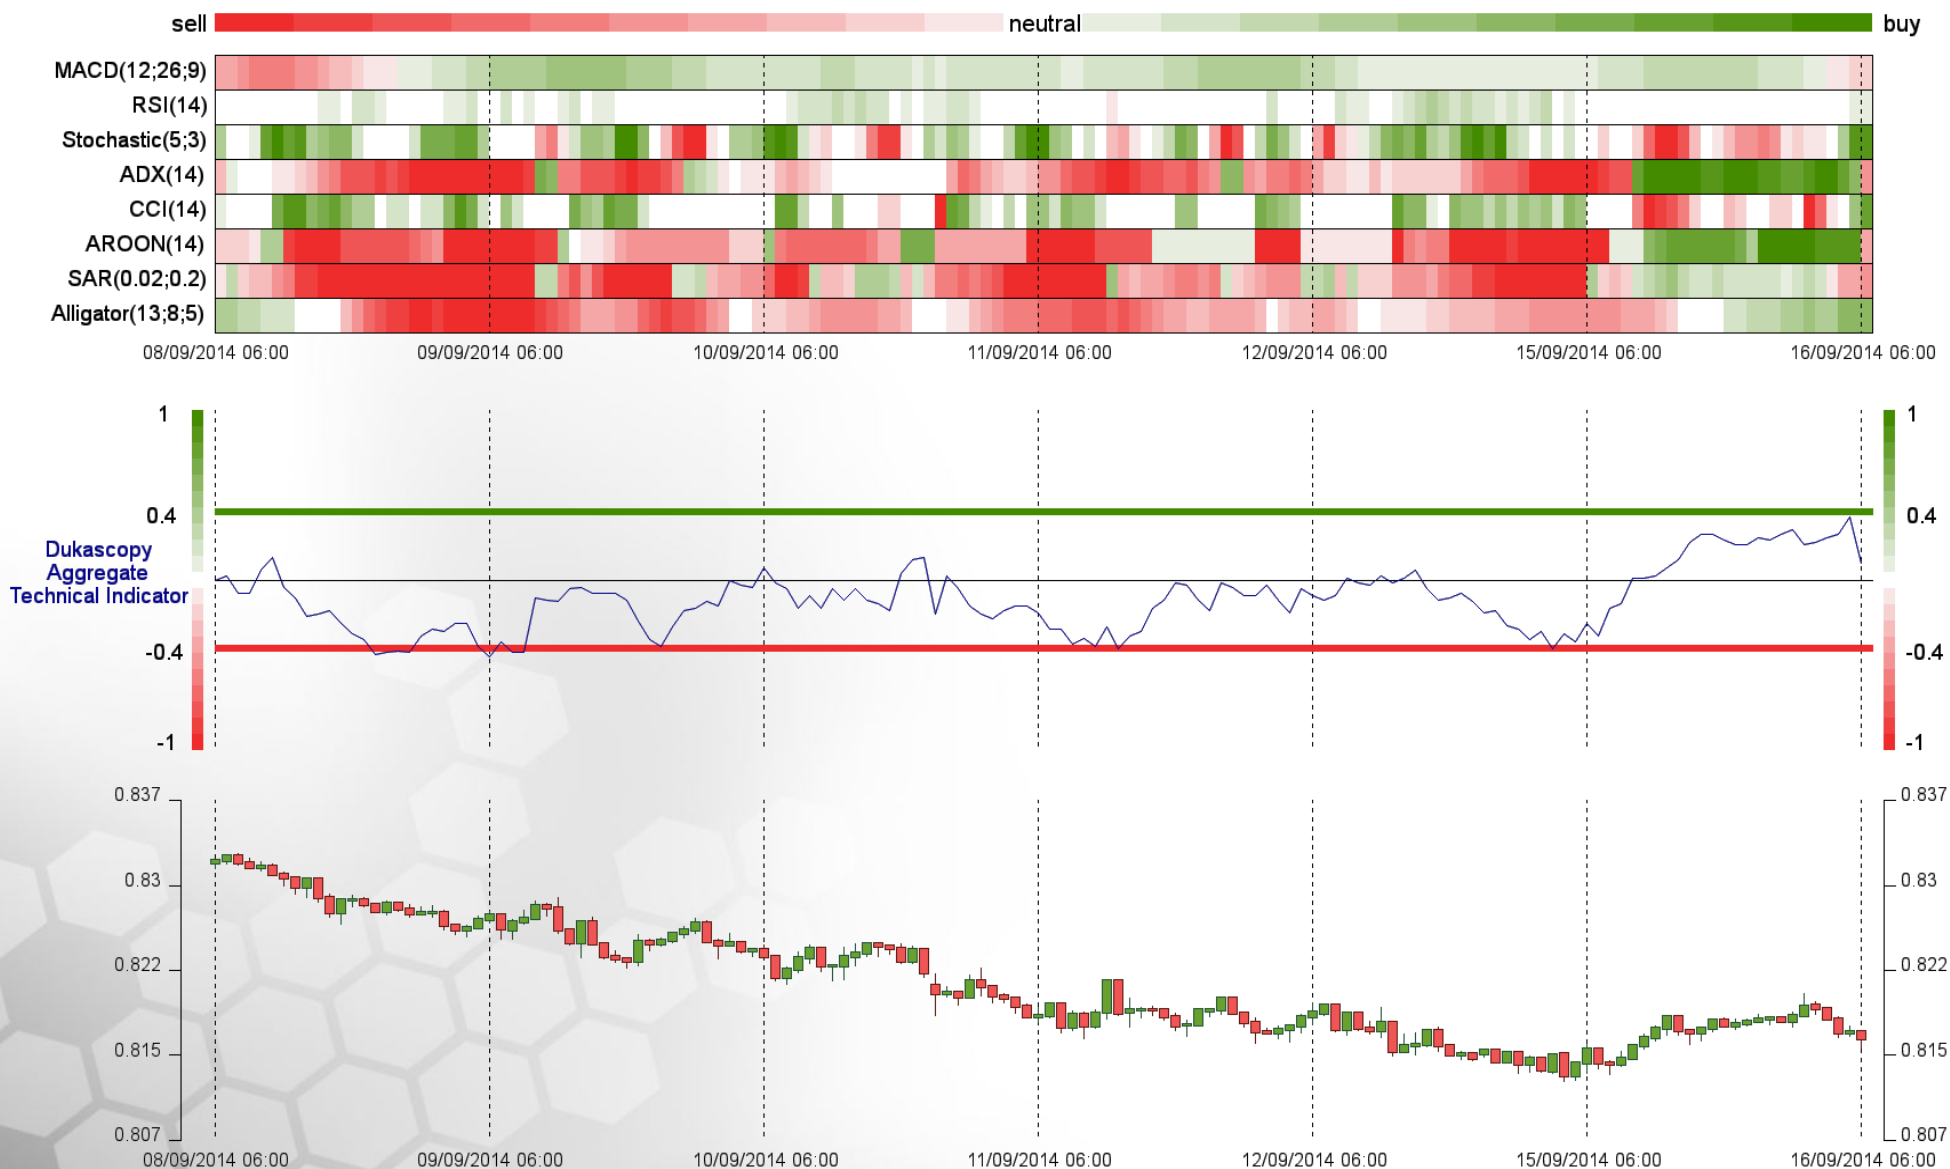 sell neutral buy
MACD(12;26;9)
RSI(14)
Stochastic(5;3)
ADX(14)
CCI(14)
AROON(14)
SAR(0.02;0.2)
Alligator(13;8;5)
08/09/2014 06:00 09/09/2014 06:00 10/09/2014 06:00 11/09/2014 06:00 12/09/2014 06:00 15/09/2014 06:00 16/09/2014 06:00
1 1
0.4 0.4
Dukascopy
Aggregate
Technical Indicator
-0.4 -0.4
-1 -1
0.837 0.837
0.83 0.83
0.822 0.822
0.815 0.815
0.807 0.807
08/09/2014 06:00 09/09/2014 06:00 10/09/2014 06:00 11/09/2014 06:00 12/09/2014 06:00 15/09/2014 06:00 16/09/2014 06:00